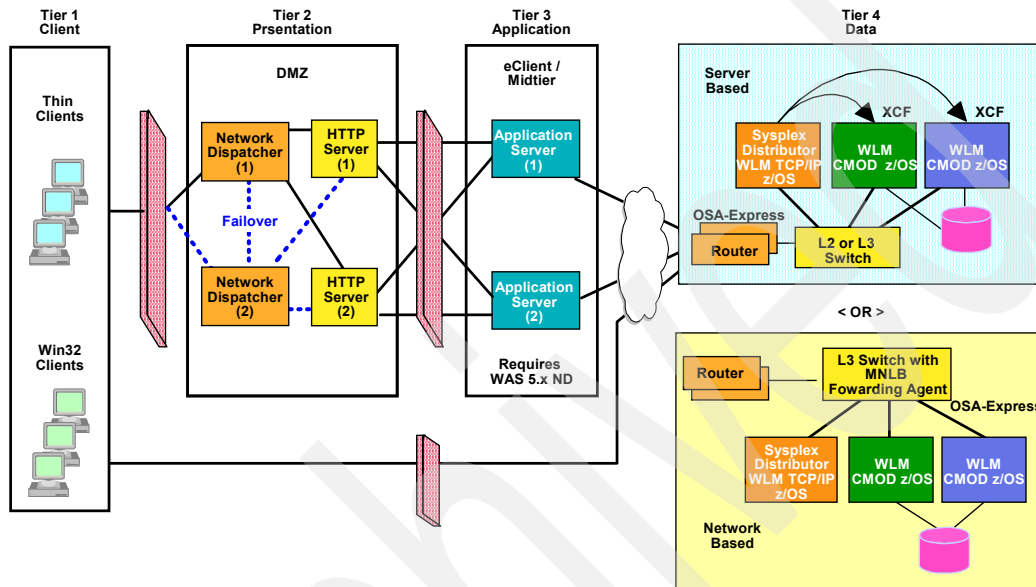 Tier 1
Client
Tier 2
Prsentation
Tier 3
Application
Tier 4
Data
Thin
Clients
Win32
Clients
DMZ
Network
Dispatcher
(1)
HTTP
Server
(1)
Failover
Network
Dispatcher
(2)
HTTP
Server
(2)
eClient /
Midtier
Application
Server
(1)
Application
Server
(2)
Requires
WAS 5.x ND
Server
Based
XCF
XCF
Sysplex
Distributor
WLM TCP/IP
z/OS
WLM
CMOD z/OS
WLM
CMOD z/OS
OSA-Express
Router
L2 or L3
Switch
< OR >
Router
L3 Switch with
MNLB
Fowarding Agent
OSA-Express
Sysplex
Distributor
WLM TCP/IP
z/OS
WLM
CMOD z/OS
WLM
CMOD z/OS
Network
Based